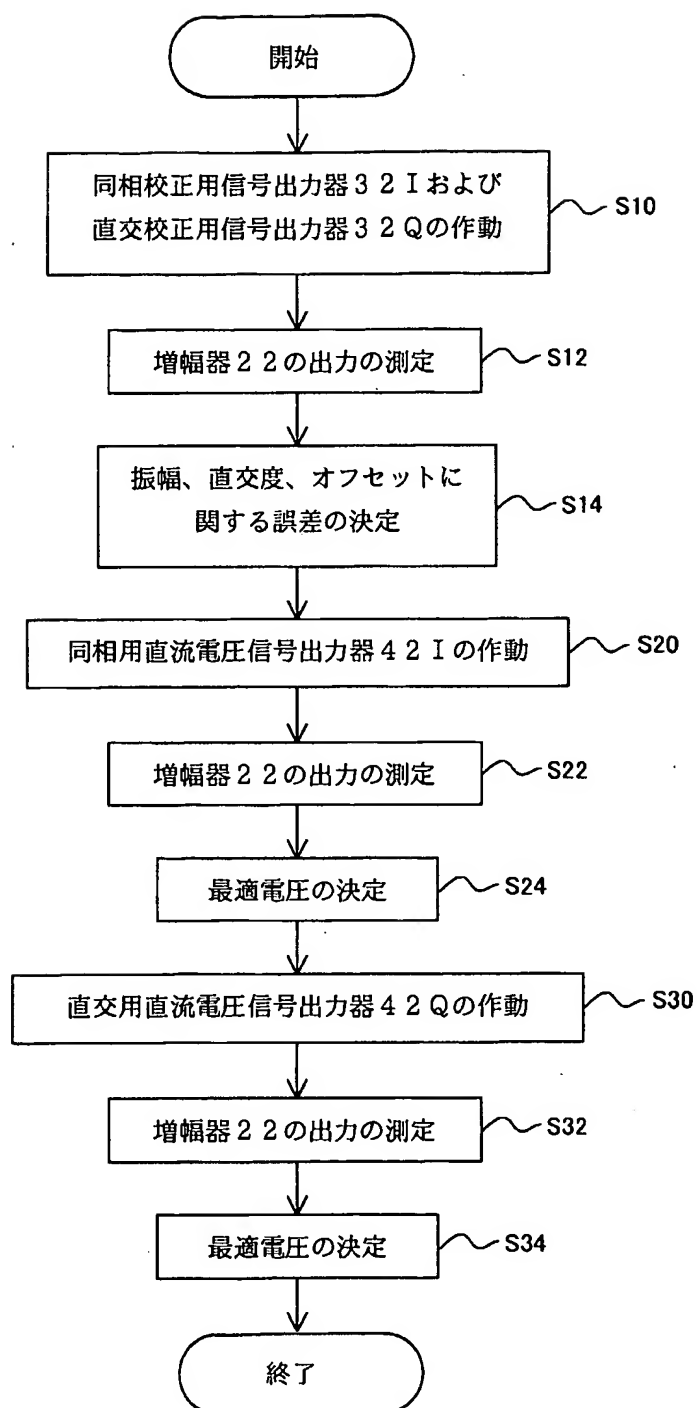 開始
同相校正用信号出力器32Iおよび
直交校正用信号出力器32Qの作動
S10
増幅器22の出力の測定
S12
振幅、直交度、オフセットに
関する誤差の決定
S14
同相用直流電圧信号出力器42Iの作動
S20
増幅器22の出力の測定
S22
最適電圧の決定
S24
直交用直流電圧信号出力器42Qの作動
S30
増幅器22の出力の測定
S32
最適電圧の決定
S34
終了